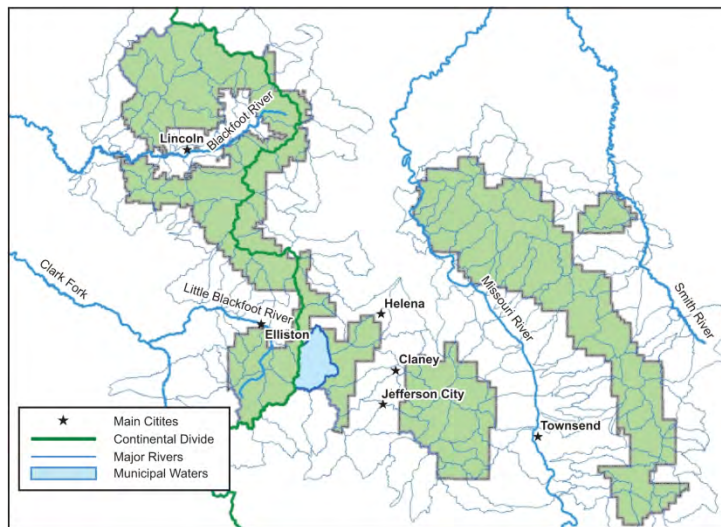 Lincoln
Blackfoot River
Clark Fork
Little Blackfoot River
Elliston
Helena
Missouri River
Smith River
Claney
Jefferson City
Townsend
Main Citites
Continental Divide
Major Rivers
Municipal Waters